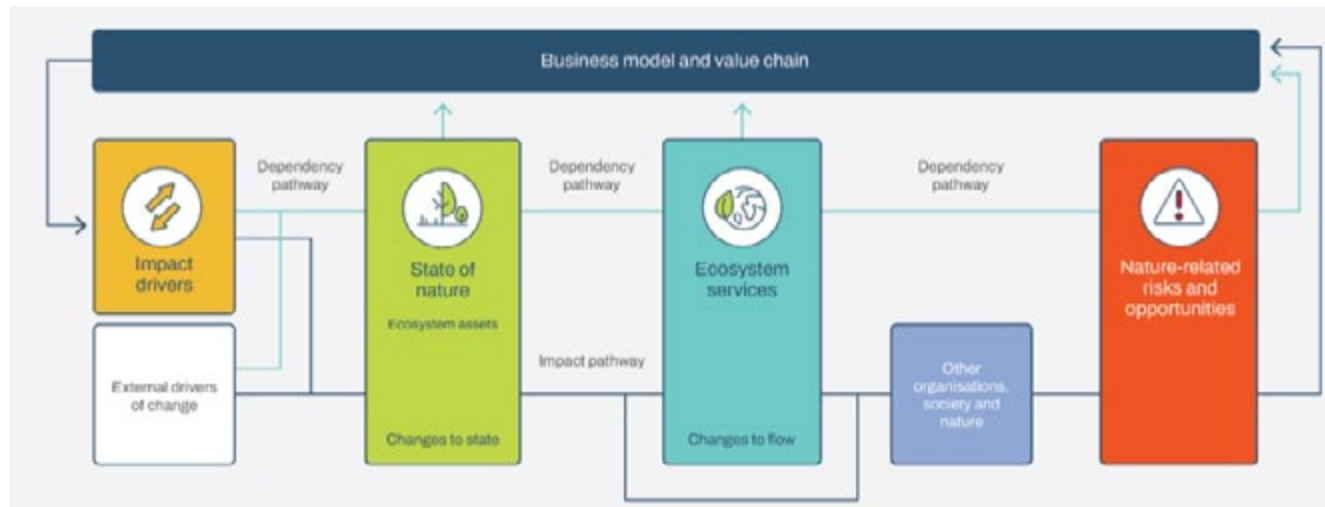 Business model and value chain
Dependency
pathway
Dependency
pathway
Dependency
pathway
Impact
drivers
State of
nature
Ecosystem assets
Ecosystem
services
Nature-related
risks and
opportunities
External drivers
of change
Impact pathway
Other
organisations,
society and
nature
Changes to state
Changes to flow